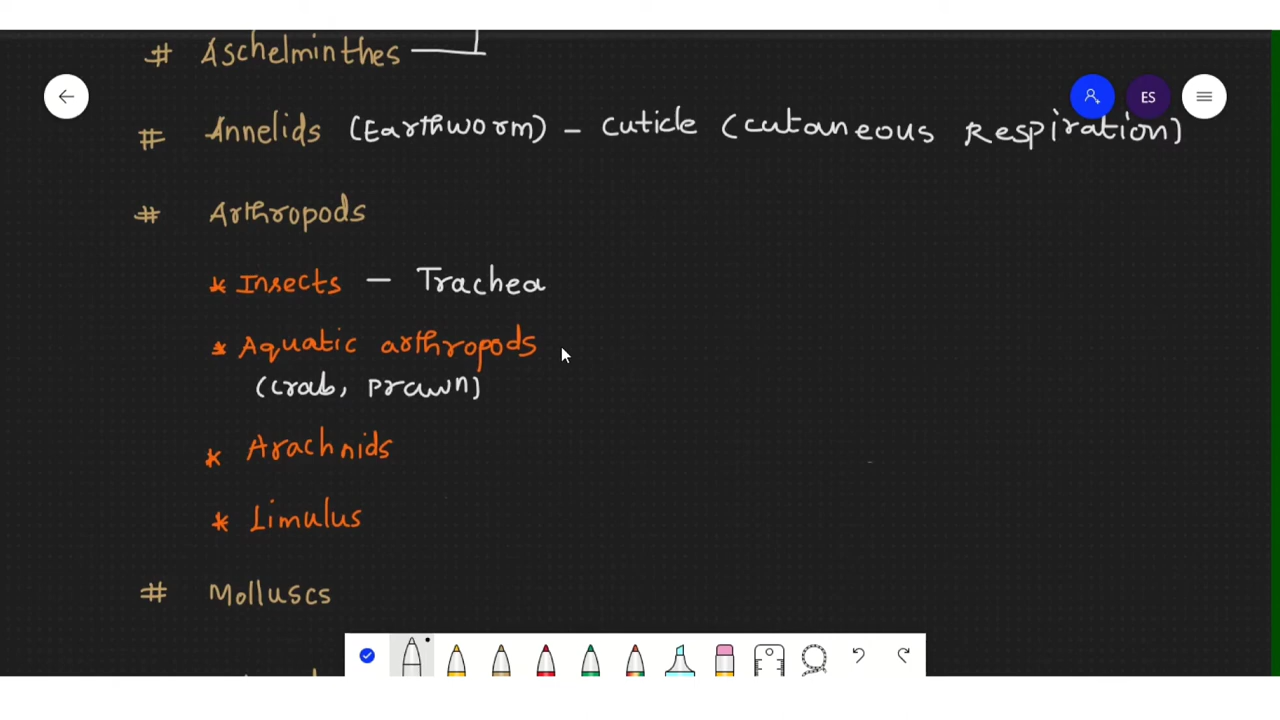 # Aschelminthes
# Annelids (Earthworm) - cuticle (cutaneous Respiration)
ES
# Arthropods
* Insects - Trachea
* Aquatic arthropods
(crab, prawn)
* Arachnids
* Limulus
# Molluscs